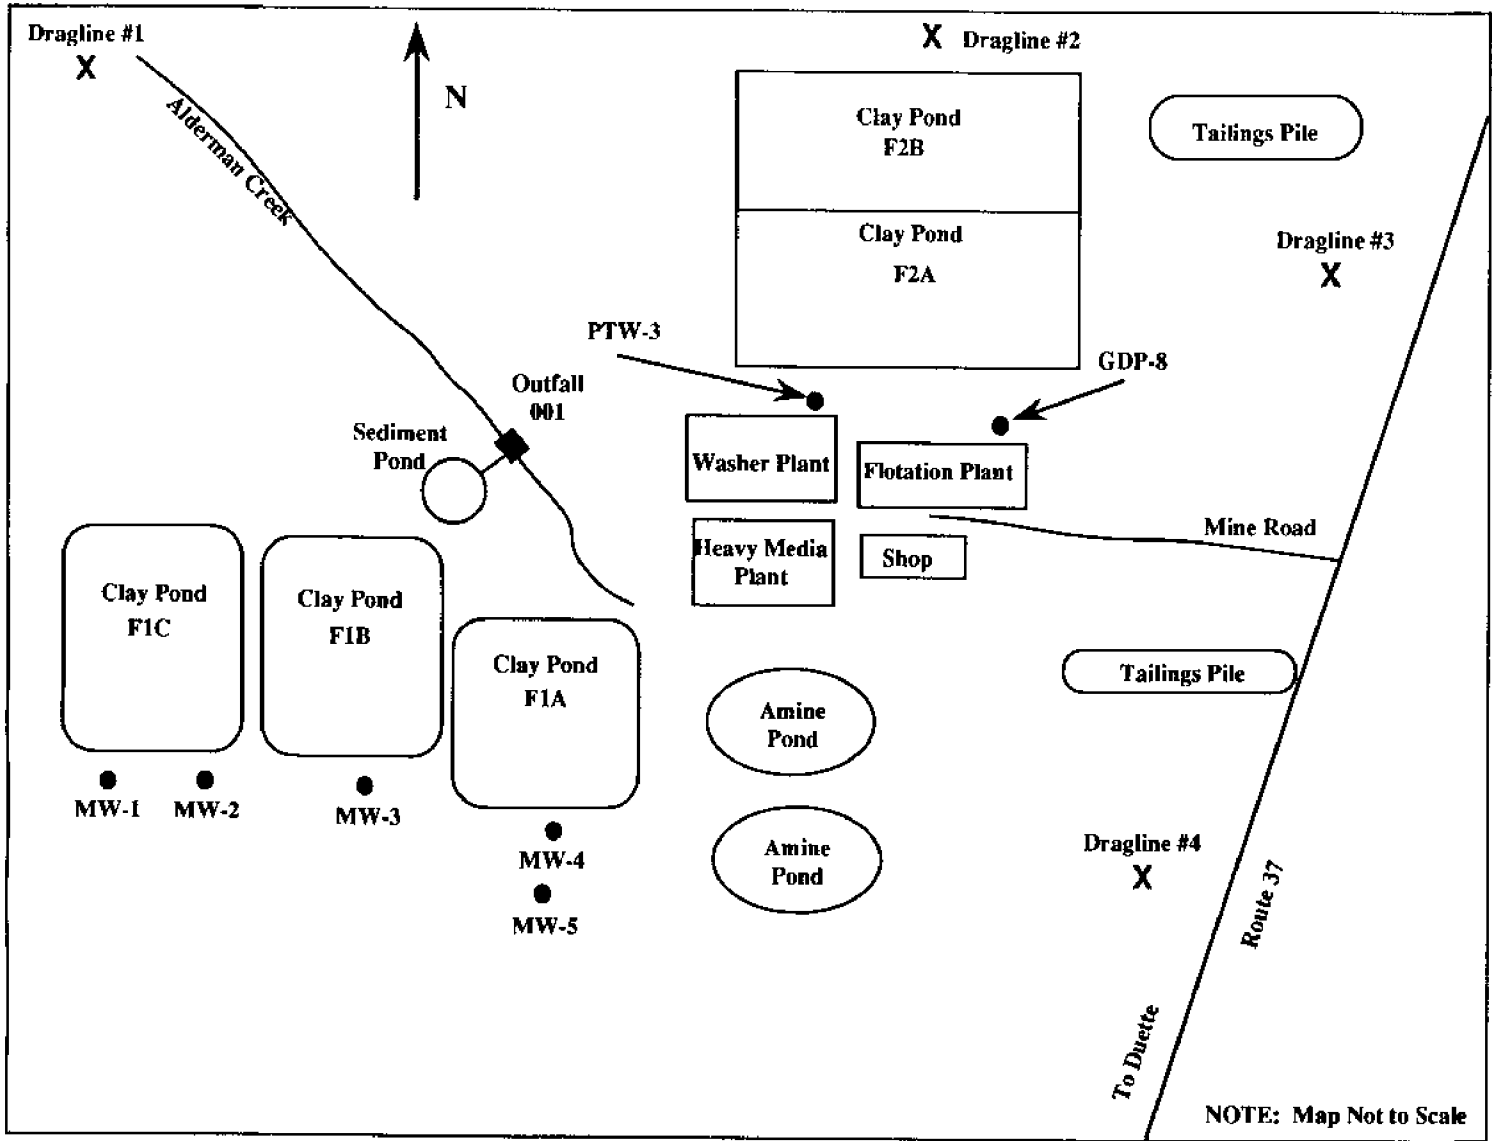 Dragline #1
X
N
Alderman Creek
X Dragline #2
Clay Pond
F2B
Tailings Pile
Clay Pond
F2A
Dragline #3
X
PTW-3
GDP-8
Outfall
001
Sediment
Pond
Washer Plant
Flotation Plant
Mine Road
Heavy Media
Plant
Shop
Clay Pond
F1C
Clay Pond
F1B
Clay Pond
F1A
Tailings Pile
Amine
Pond
MW-1
MW-2
MW-3
MW-4
MW-5
Amine
Pond
Dragline #4
X
Route 37
To Duette
NOTE: Map Not to Scale